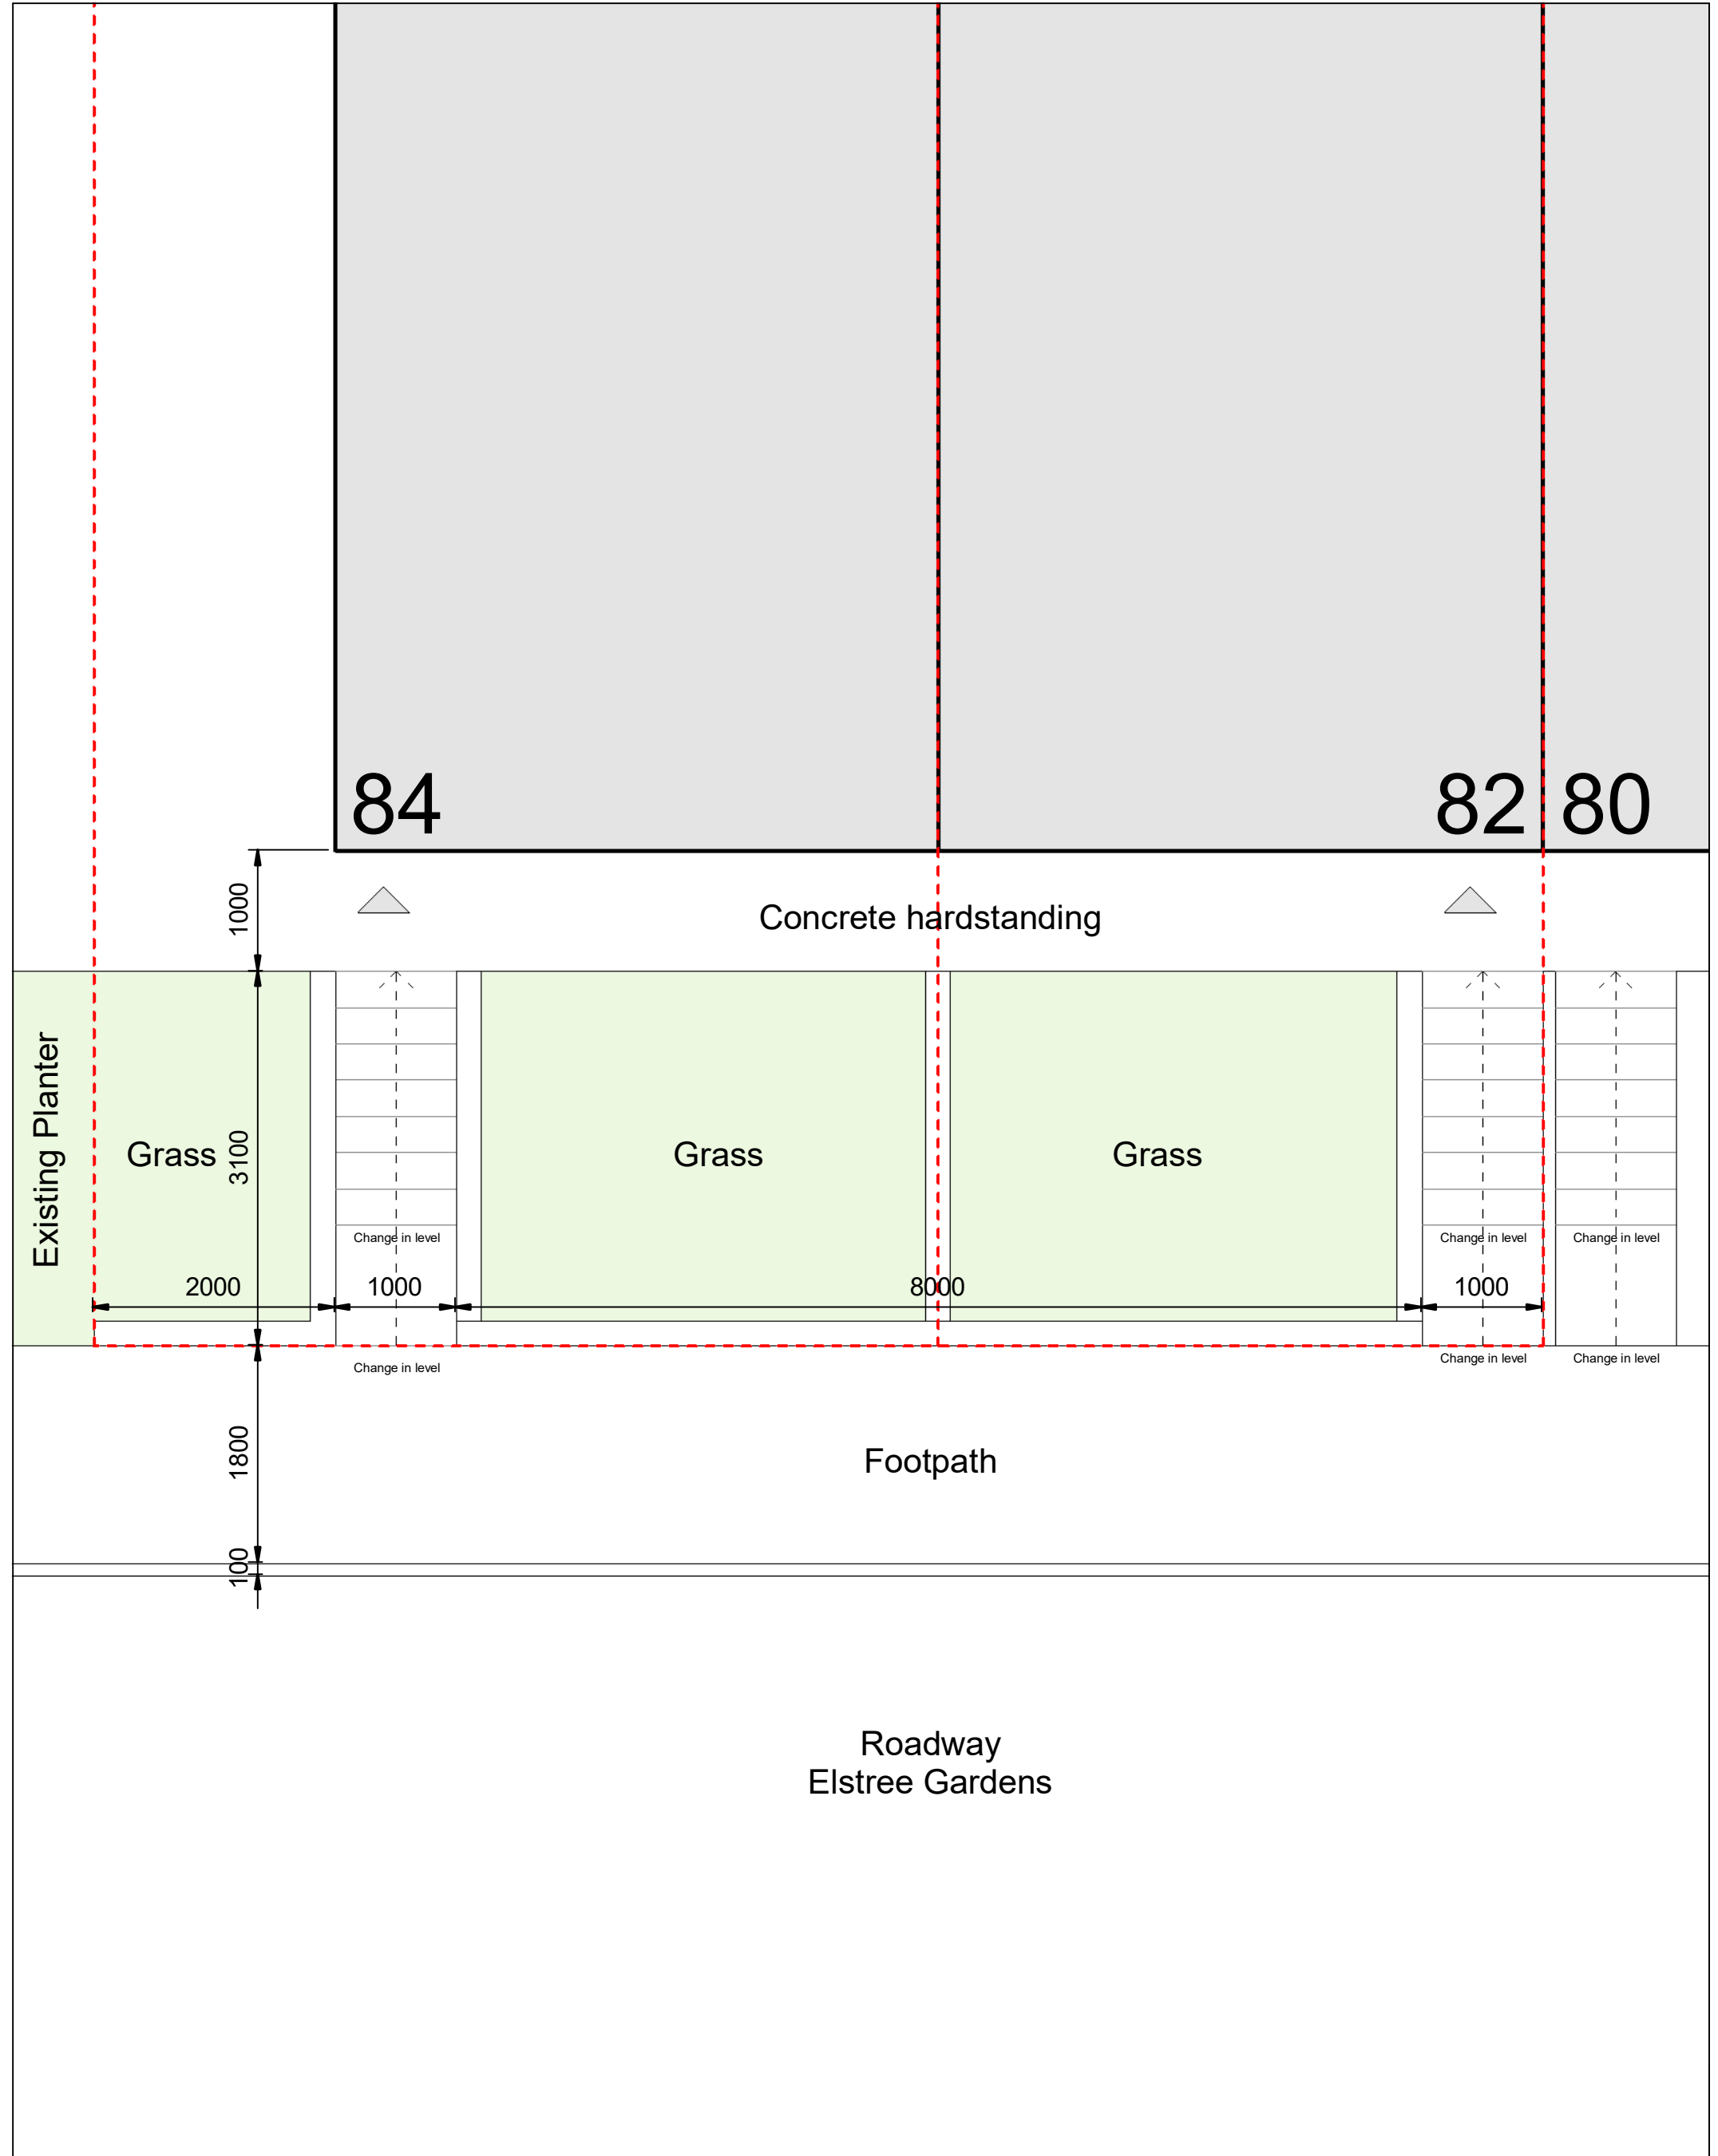 84
82
80
1000
Concrete hardstanding
Existing Planter
Grass
3100
Grass
Grass
Change in level
Change in level
Change in level
2000
1000
8000
1000
Change in level
Change in level
Change in level
1800
Footpath
100
Roadway
Elstree Gardens